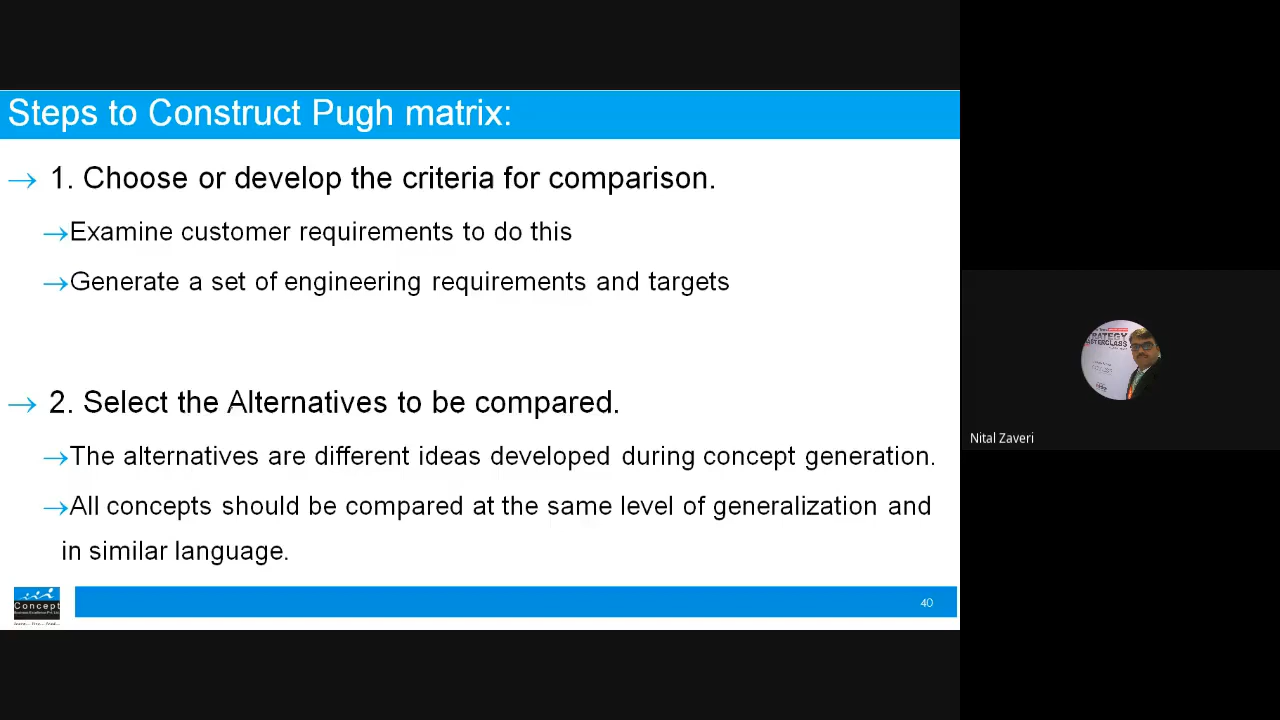 Steps to Construct Pugh matrix:
→ 1. Choose or develop the criteria for comparison.
→Examine customer requirements to do this
→Generate a set of engineering requirements and targets
→ 2. Select the Alternatives to be compared.
→The alternatives are different ideas developed during concept generation.
→All concepts should be compared at the same level of generalization and
in similar language.
Concept
40
Nital Zaveri